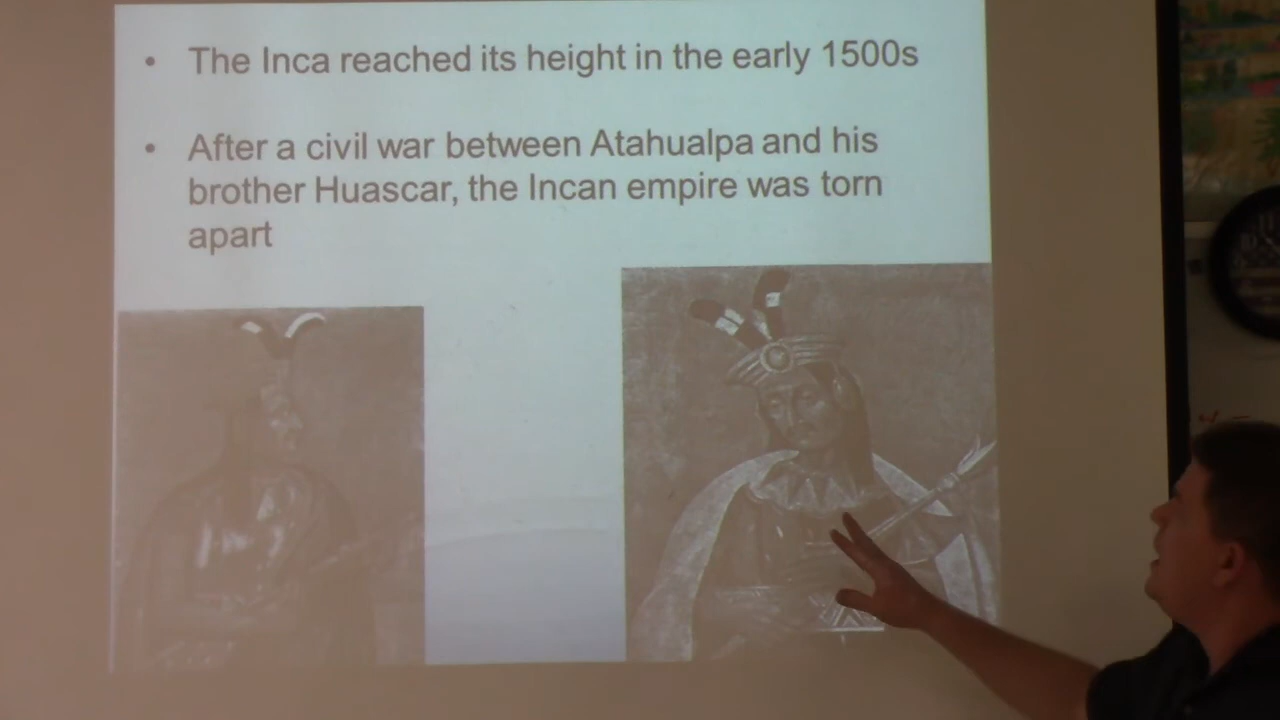 • The Inca reached its height in the early 1500s
• After a civil war between Atahualpa and his
brother Huascar, the Incan empire was torn
apart